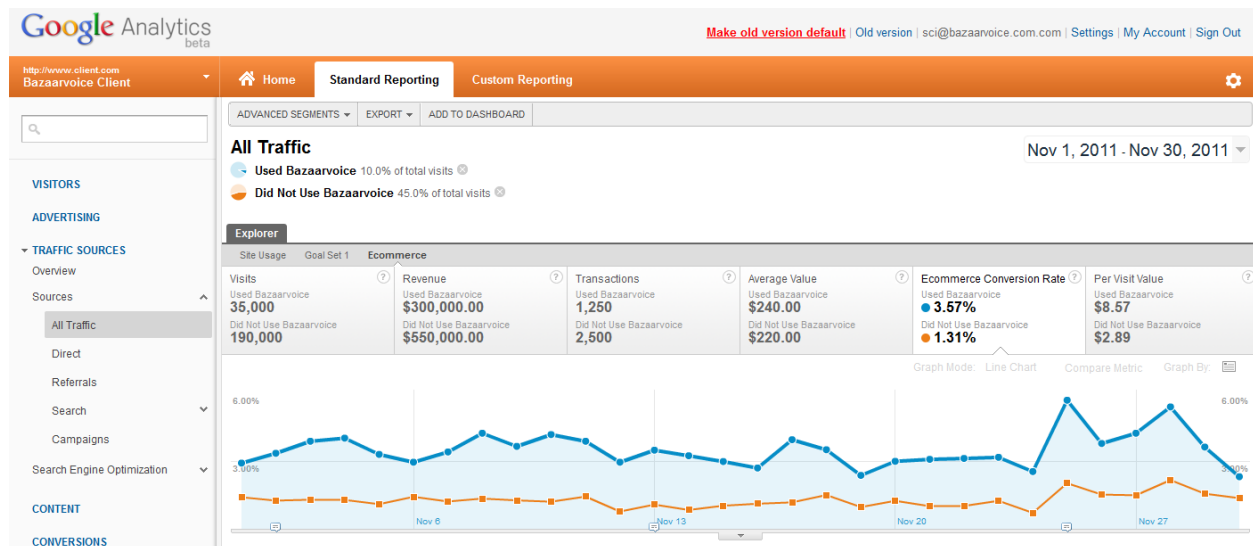 Google Analytics
beta
Make old version default | Old version | sci@bazaarvoice.com.com | Settings | My Account | Sign Out
http://www.client.com
Bazaarvoice Client
Home
Standard Reporting
Custom Reporting
ADVANCED SEGMENTS
EXPORT
ADD TO DASHBOARD
All Traffic
Nov 1, 2011 - Nov 30, 2011
Used Bazaarvoice 10.0% of total visits
Did Not Use Bazaarvoice 45.0% of total visits
VISITORS
ADVERTISING
TRAFFIC SOURCES
Overview
Sources
All Traffic
Direct
Referrals
Search
Campaigns
Search Engine Optimization
CONTENT
CONVERSIONS
Explorer
Site Usage Goal Set 1 Ecommerce
Visits
Used Bazaarvoice
35,000
Did Not Use Bazaarvoice
190,000
Revenue
Used Bazaarvoice
$300,000.00
Did Not Use Bazaarvoice
$550,000.00
Transactions
Used Bazaarvoice
1,250
Did Not Use Bazaarvoice
2,500
Average Value
Used Bazaarvoice
$240.00
Did Not Use Bazaarvoice
$220.00
Ecommerce Conversion Rate
Used Bazaarvoice
3.57%
Did Not Use Bazaarvoice
1.31%
Per Visit Value
Used Bazaarvoice
$8.57
Did Not Use Bazaarvoice
$2.89
Graph Mode: Line Chart Compare Metric Graph By:
6.00% 6.00%
3.00% 3.00%
Nov 6 Nov 13 Nov 20 Nov 27